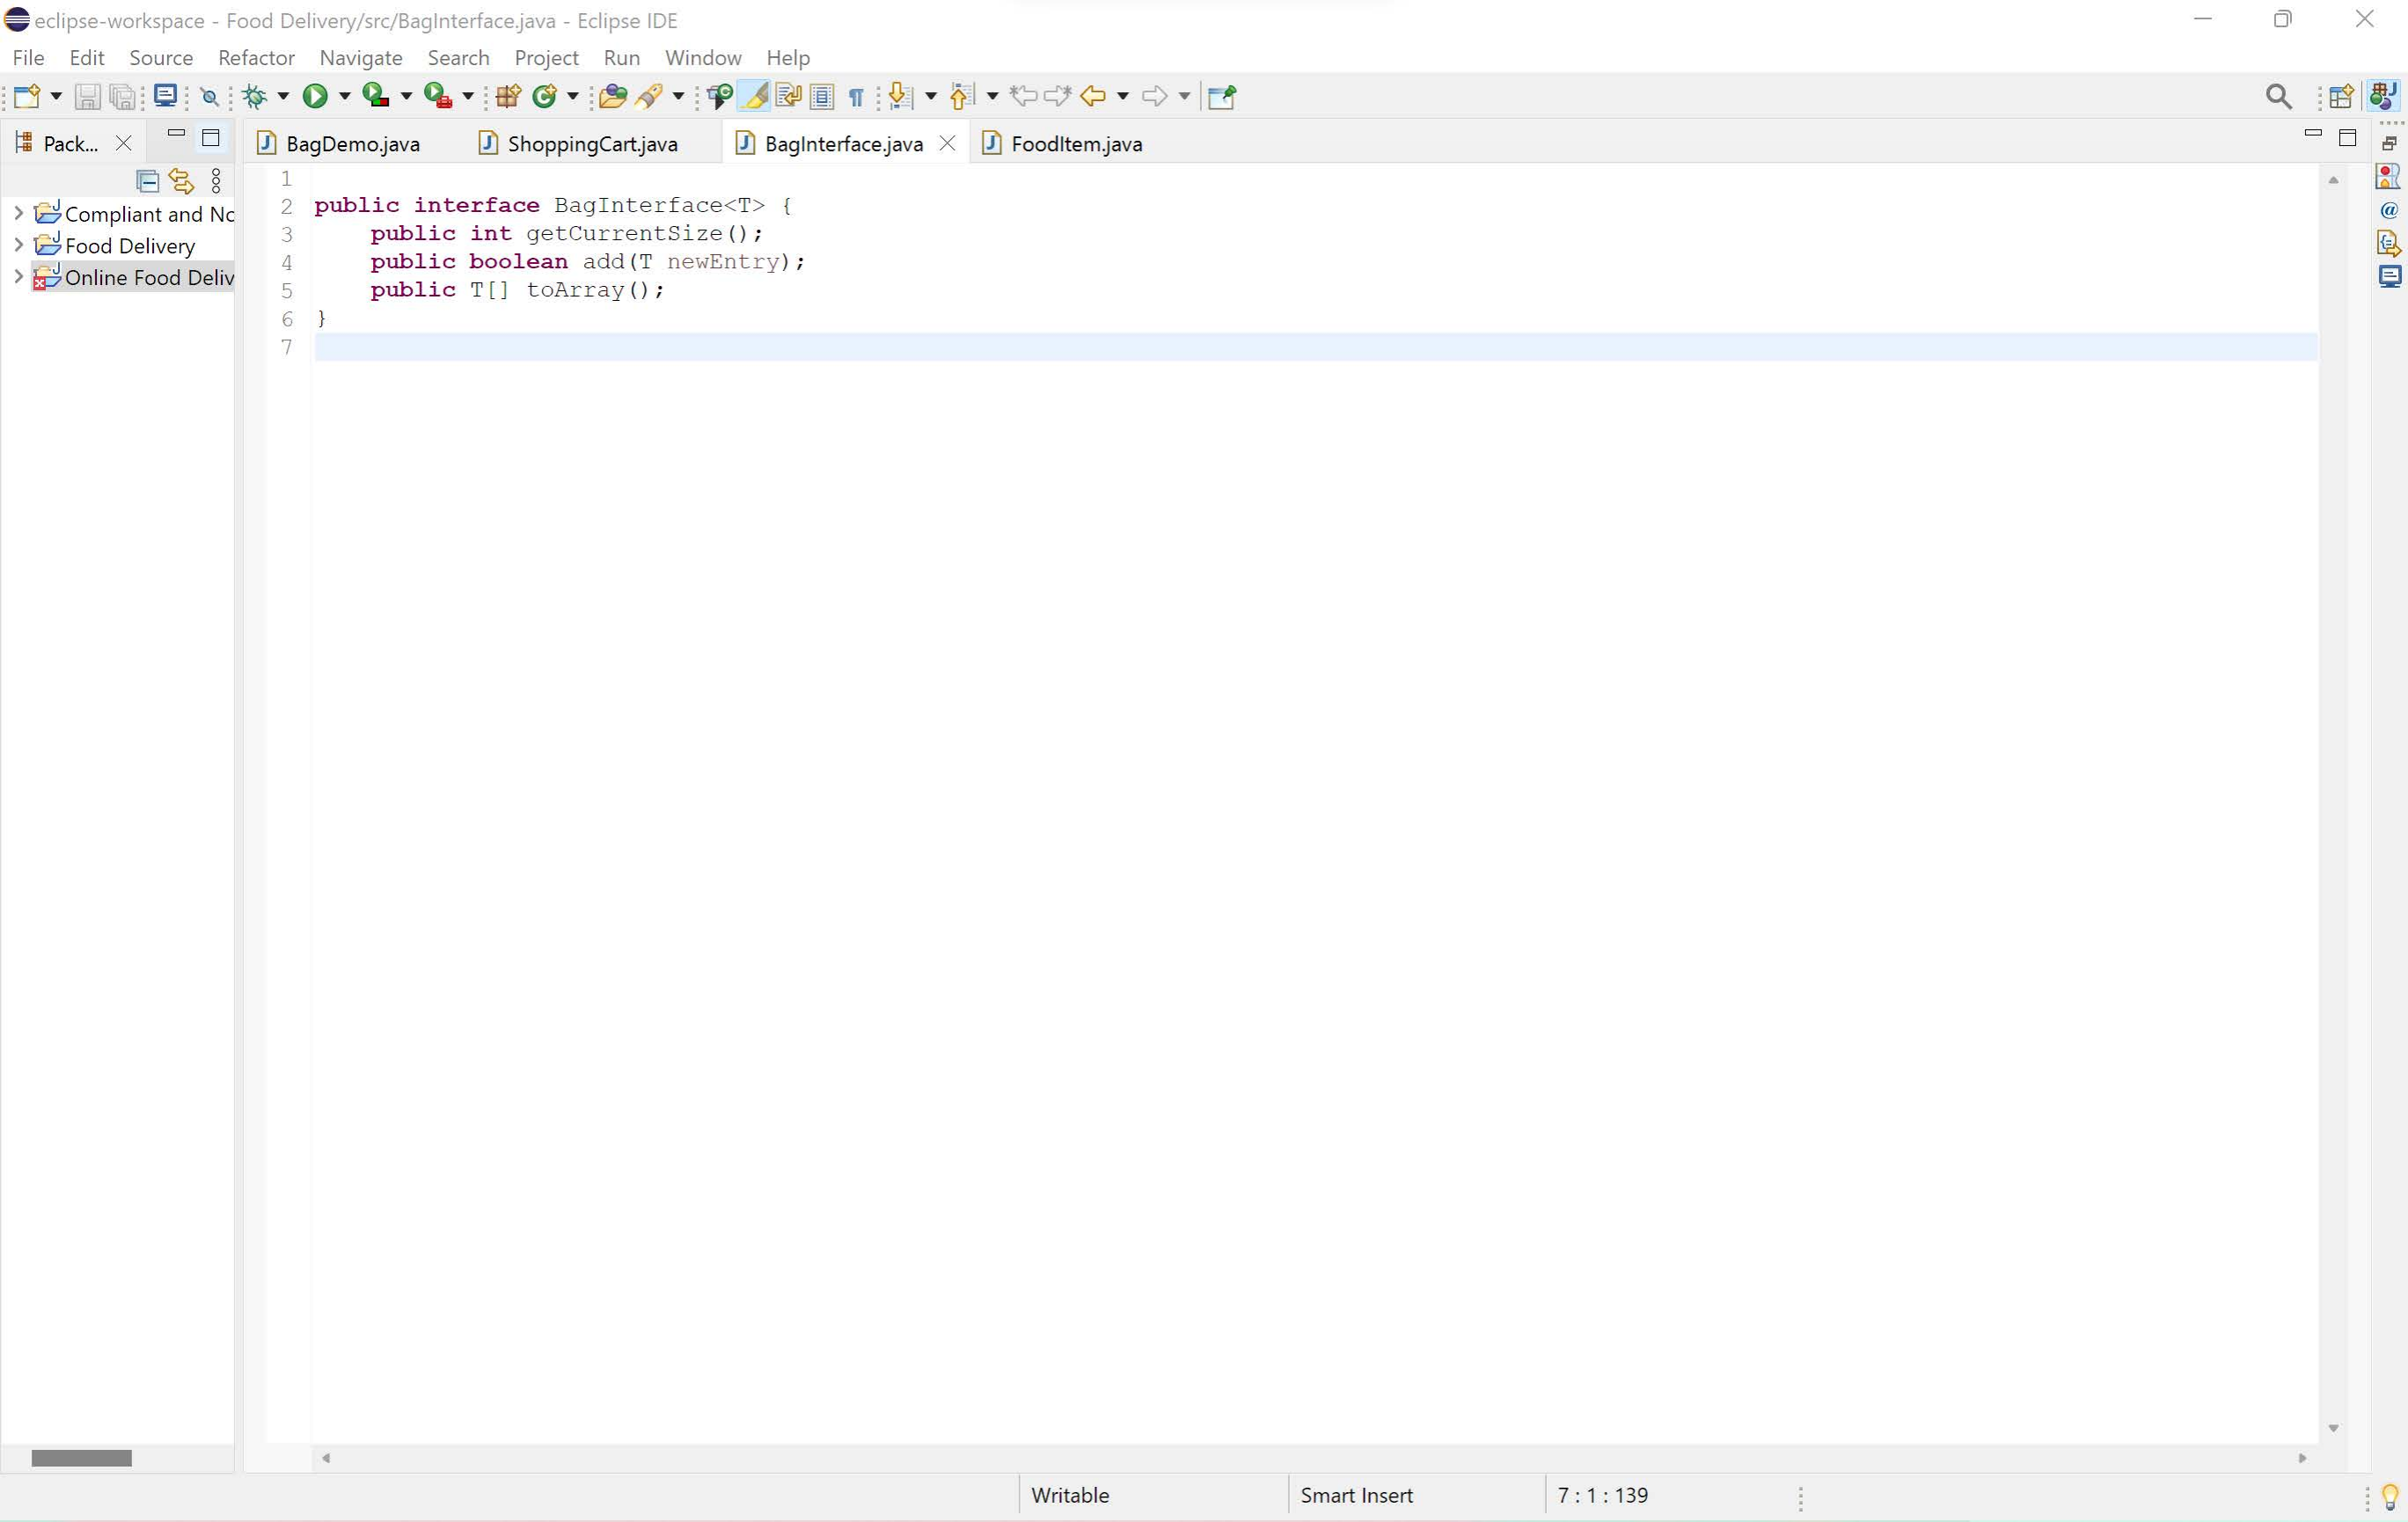 eclipse-workspace - Food Delivery/src/BagInterface.java - Eclipse IDE
File Edit Source Refactor Navigate Search Project Run Window Help
Pack... BagDemo.java ShoppingCart.java BagInterface.java FoodItem.java
Compliant and Nc
Food Delivery
Online Food Deliv
1
2 public interface BagInterface<T> {
3     public int getCurrentSize();
4     public boolean add(T newEntry);
5     public T[] toArray();
6 }
7
Writable Smart Insert 7 : 1 : 139